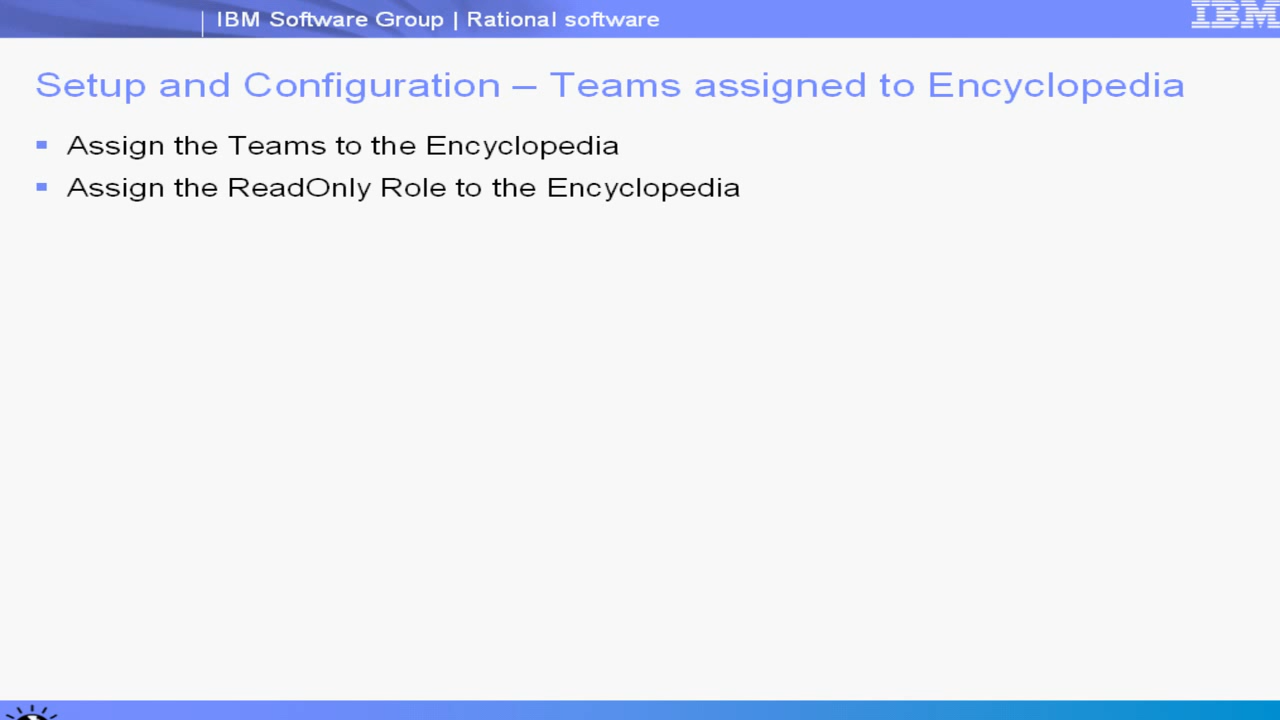 IBM Software Group | Rational software
IBM
Setup and Configuration – Teams assigned to Encyclopedia
Assign the Teams to the Encyclopedia
Assign the ReadOnly Role to the Encyclopedia